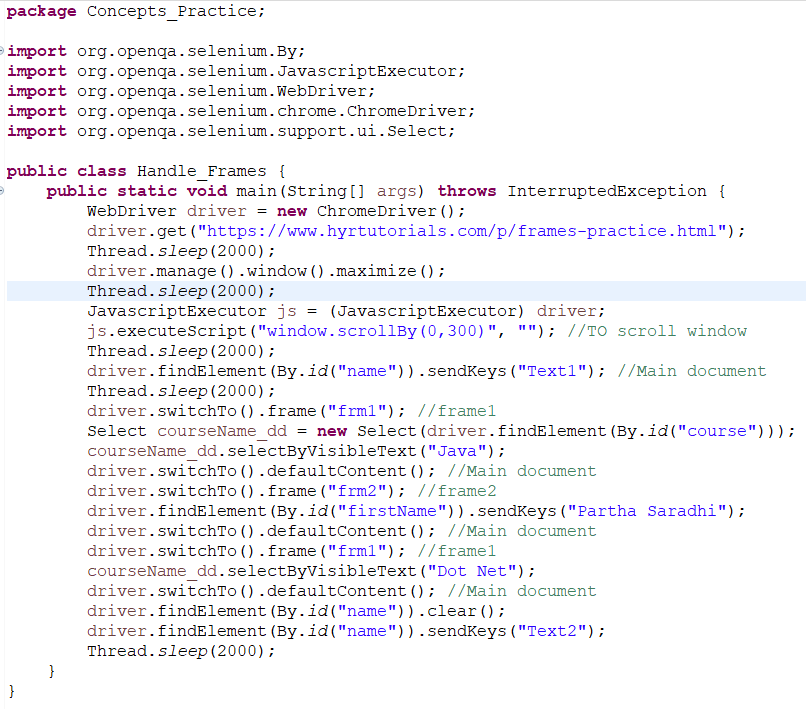 package Concepts_Practice;

import org.openqa.selenium.By;
import org.openqa.selenium.JavascriptExecutor;
import org.openqa.selenium.WebDriver;
import org.openqa.selenium.chrome.ChromeDriver;
import org.openqa.selenium.support.ui.Select;

public class Handle_Frames {
    public static void main(String[] args) throws InterruptedException {
        WebDriver driver = new ChromeDriver();
        driver.get("https://www.hyrtutorials.com/p/frames-practice.html");
        Thread.sleep(2000);
        driver.manage().window().maximize();
        Thread.sleep(2000);
        JavascriptExecutor js = (JavascriptExecutor) driver;
        js.executeScript("window.scrollBy(0,300)", ""); //TO scroll window
        Thread.sleep(2000);
        driver.findElement(By.id("name")).sendKeys("Text1"); //Main document
        Thread.sleep(2000);
        driver.switchTo().frame("frm1"); //frame1
        Select courseName_dd = new Select(driver.findElement(By.id("course")));
        courseName_dd.selectByVisibleText("Java");
        driver.switchTo().defaultContent(); //Main document
        driver.switchTo().frame("frm2"); //frame2
        driver.findElement(By.id("firstName")).sendKeys("Partha Saradhi");
        driver.switchTo().defaultContent(); //Main document
        driver.switchTo().frame("frm1"); //frame1
        courseName_dd.selectByVisibleText("Dot Net");
        driver.switchTo().defaultContent(); //Main document
        driver.findElement(By.id("name")).clear();
        driver.findElement(By.id("name")).sendKeys("Text2");
        Thread.sleep(2000);
    }
}